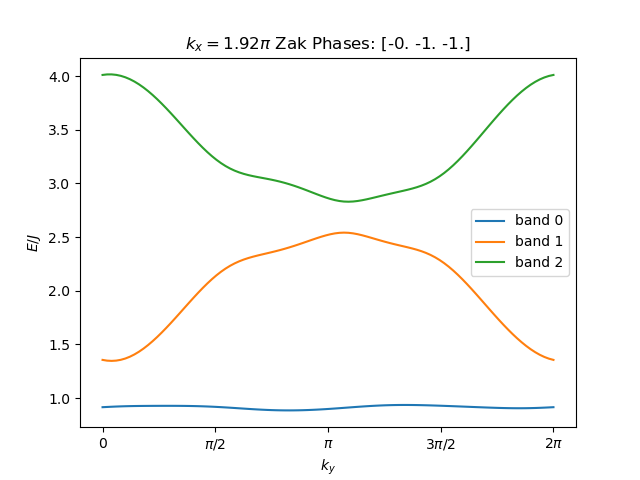 $k_x = 1.92\pi$ Zak Phases: [-0. -1. -1.]
E/J
4.0
3.5
3.0
2.5
2.0
1.5
1.0
band 0
band 1
band 2
0 π/2 π 3π/2 2π
$k_y$